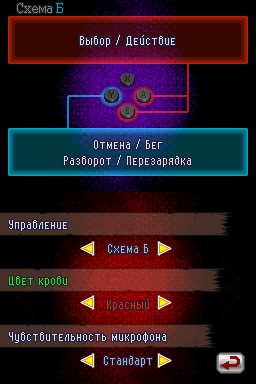 Схема Б
Выбор / Действие
X
Y
A
B
Отмена / Бег
Разворот / Перезарядка
Управление
Схема Б
Цвет крови
Красный
Чувствительность микрофона
Стандарт